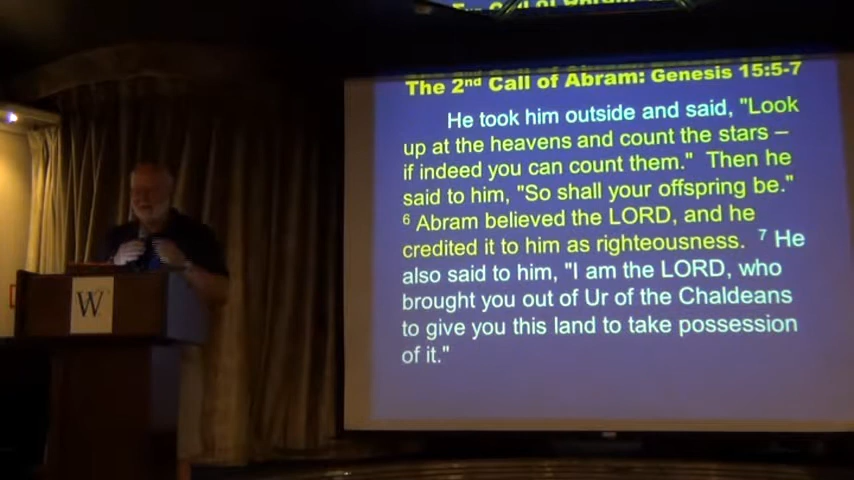 The 2nd Call of Abram: Genesis 15:5-7
He took him outside and said, "Look
up at the heavens and count the stars –
if indeed you can count them." Then he
said to him, "So shall your offspring be."
6 Abram believed the LORD, and he
credited it to him as righteousness. 7 He
also said to him, "I am the LORD, who
brought you out of Ur of the Chaldeans
to give you this land to take possession
of it."
W